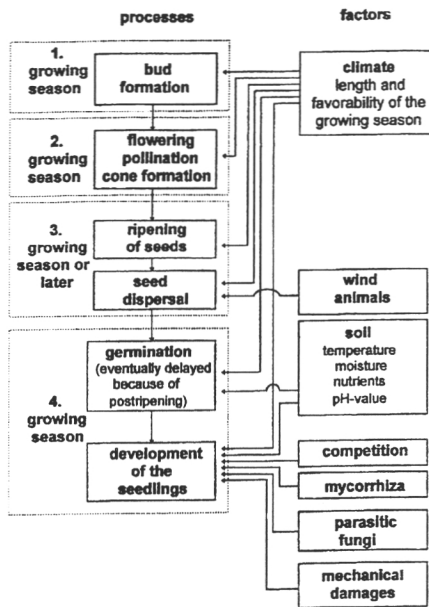 processes
factors
1.
growing
season
bud
formation
climate
length and
favorability of the
growing season
2.
growing
season
flowering
pollination
cone formation
3.
growing
season or
later
ripening
of seeds
seed
dispersal
wind
animals
4.
growing
season
germination
(eventually delayed
because of
postripening)
soil
temperature
moisture
nutrients
pH-value
development
of the
seedlings
competition
mycorrhiza
parasitic
fungi
mechanical
damages